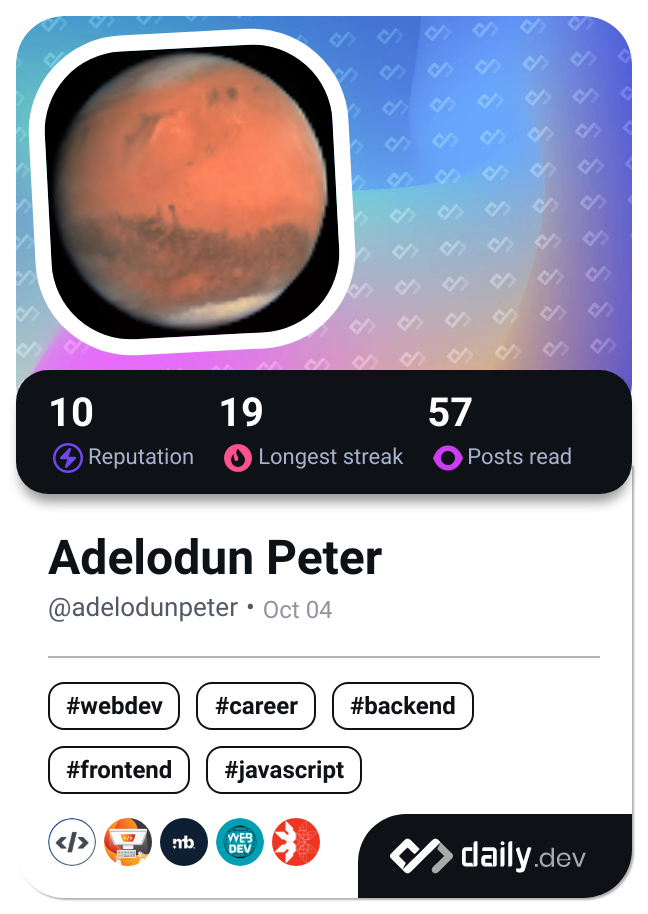 10 19 57
Reputation Longest streak Posts read
Adelodun Peter
@adelodunpeter • Oct 04
#webdev #career #backend
#frontend #javascript
</> mb WEB
DEV
daily.dev